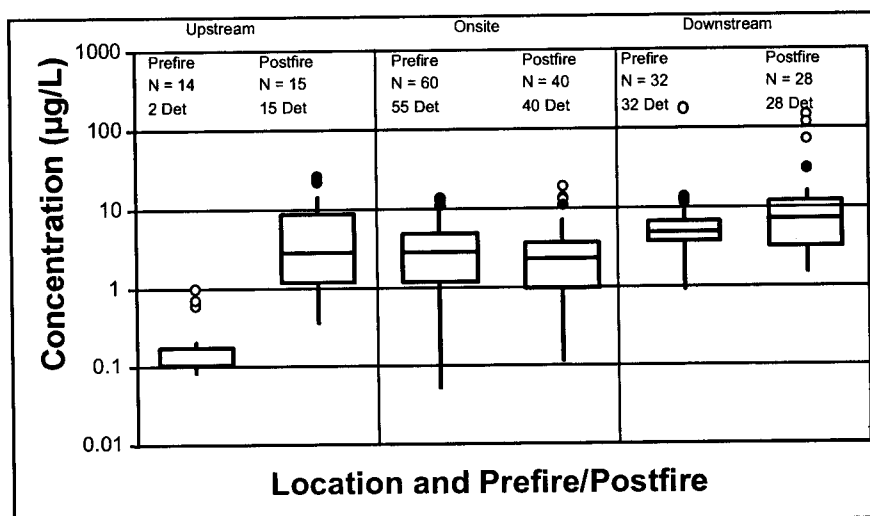 Upstream
Onsite
Downstream
Prefire
N = 14
2 Det
Postfire
N = 15
15 Det
Prefire
N = 60
55 Det
Postfire
N = 40
40 Det
Prefire
N = 32
32 Det
Postfire
N = 28
28 Det
1000
100
10
1
0.1
0.01
Concentration (µg/L)
Location and Prefire/Postfire